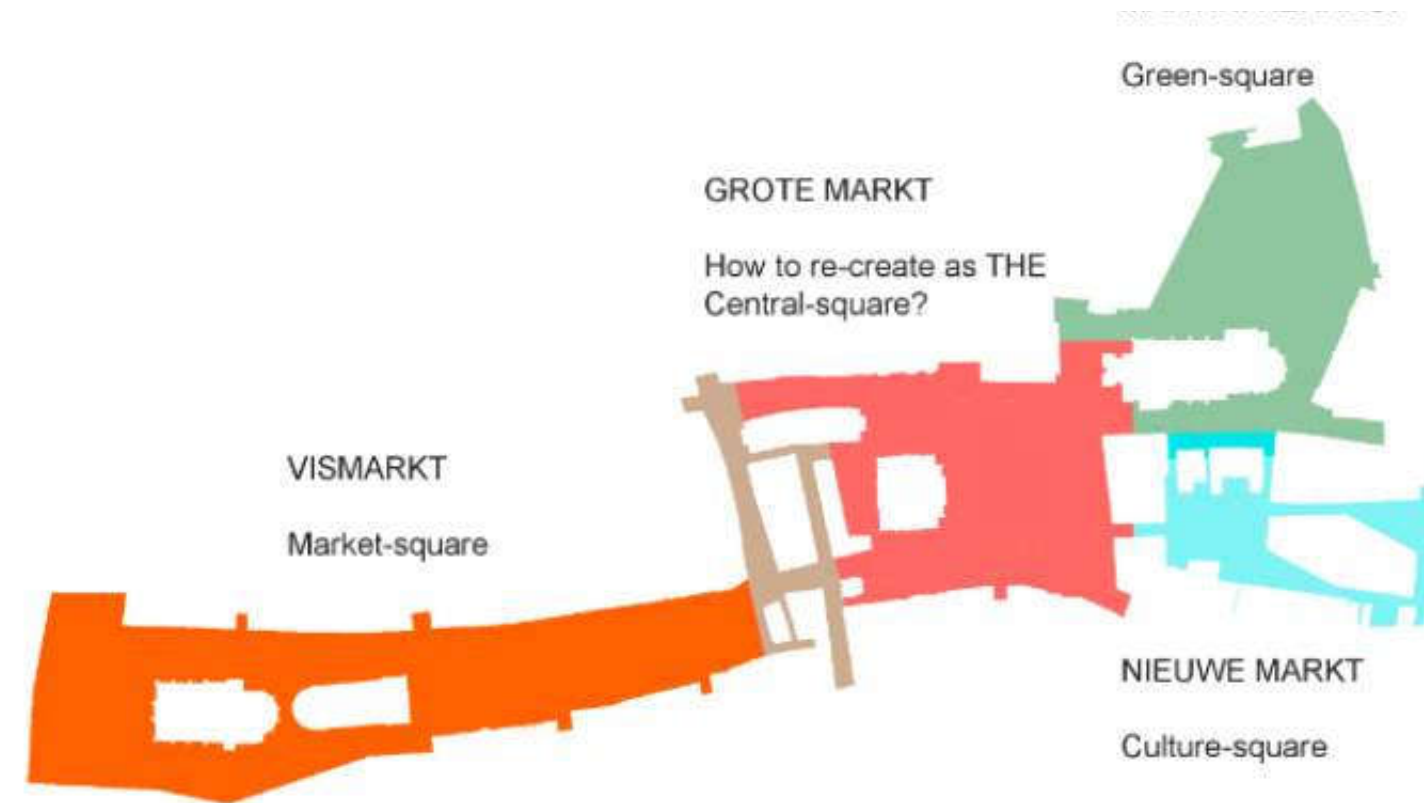 Green-square
GROTE MARKT
How to re-create as THE
Central-square?
VISMARKT
Market-square
NIEUWE MARKT
Culture-square